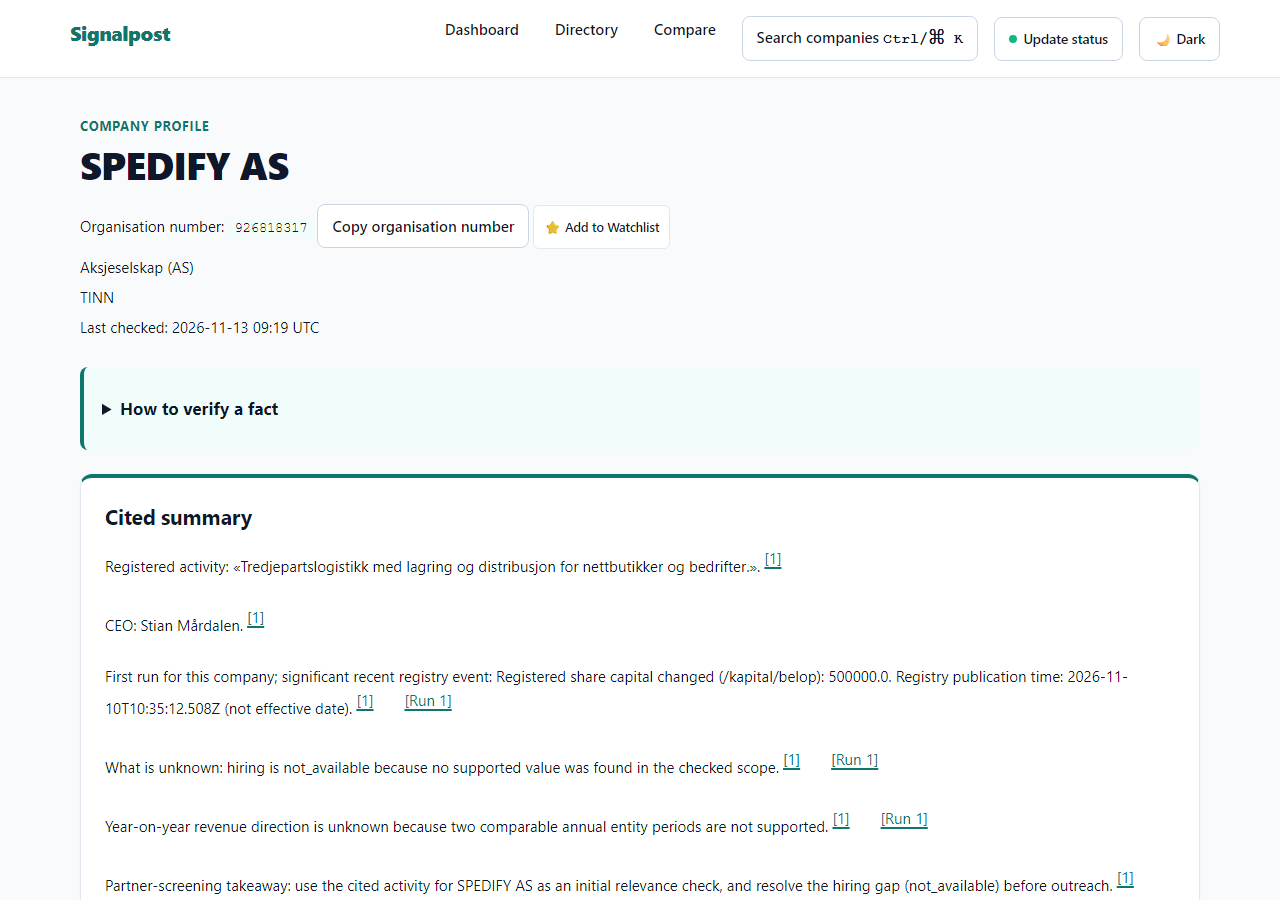 Signalpost
Dashboard
Directory
Compare
Search companies Ctrl/⌘ K
Update status
Dark
COMPANY PROFILE
SPEDIFY AS
Organisation number: 926818317
Copy organisation number
Add to Watchlist
Aksjeselskap (AS)
TINN
Last checked: 2026-11-13 09:19 UTC
How to verify a fact
Cited summary
Registered activity: «Tredjepartslogistikk med lagring og distribusjon for nettbutikker og bedrifter.». [1]
CEO: Stian Mårdalen. [1]
First run for this company; significant recent registry event: Registered share capital changed (/kapital/belop): 500000.0. Registry publication time: 2026-11-
10T10:35:12.508Z (not effective date). [1] [Run 1]
What is unknown: hiring is not_available because no supported value was found in the checked scope. [1] [Run 1]
Year-on-year revenue direction is unknown because two comparable annual entity periods are not supported. [1] [Run 1]
Partner-screening takeaway: use the cited activity for SPEDIFY AS as an initial relevance check, and resolve the hiring gap (not_available) before outreach. [1]